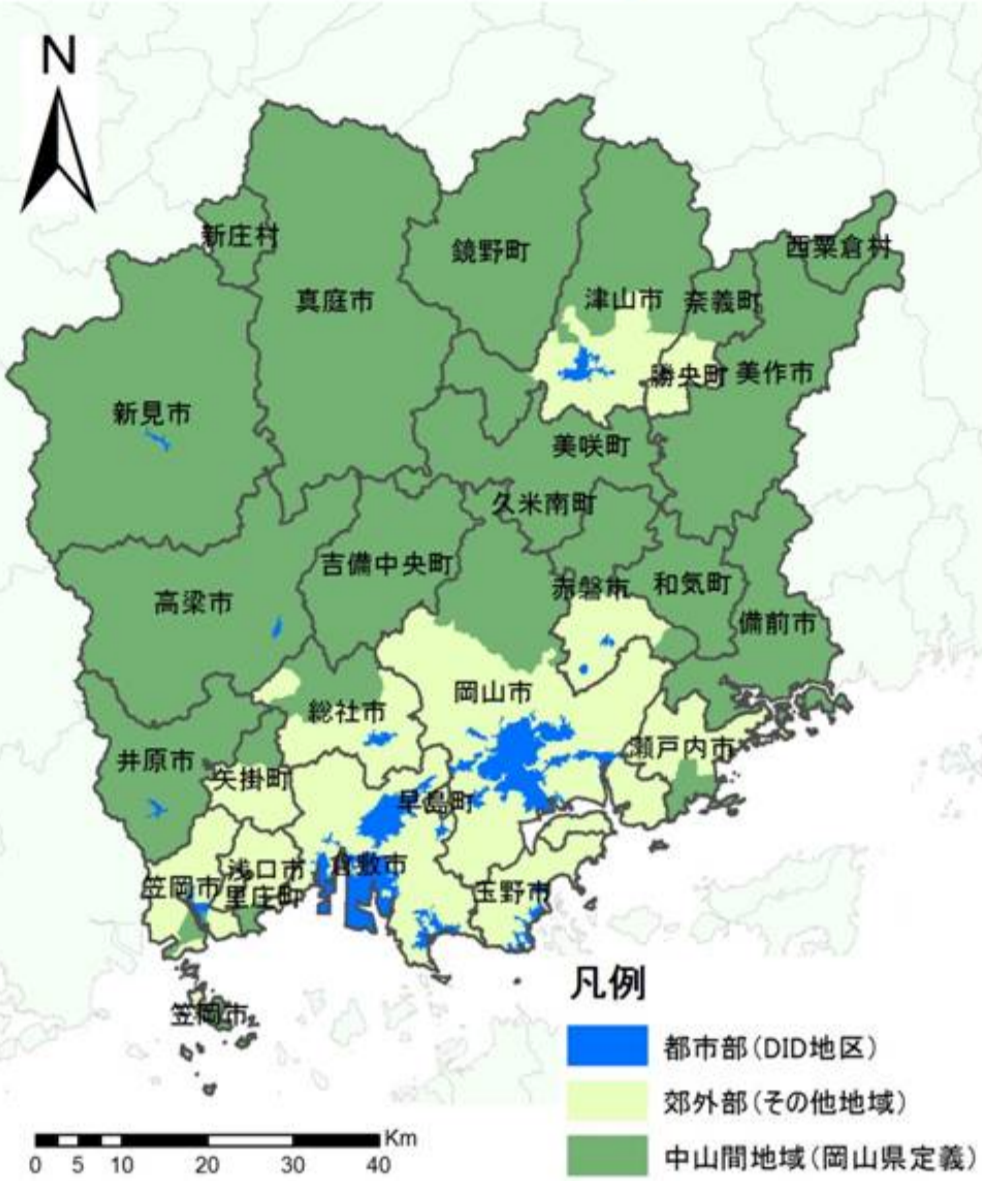 N
新庄村
西粟倉村
鏡野町
真庭市
津山市
奈義町
勝央町
美作市
新見市
美咲町
久米南町
吉備中央町
赤磐市
和気町
高梁市
備前市
岡山市
総社市
瀬戸内市
井原市
矢掛町
早島町
倉敷市
浅口市
笠岡市
里庄町
玉野市
笠岡市
凡例
都市部(DID地区)
郊外部(その他地域)
中山間地域(岡山県定義)
Km
0 5 10 20 30 40